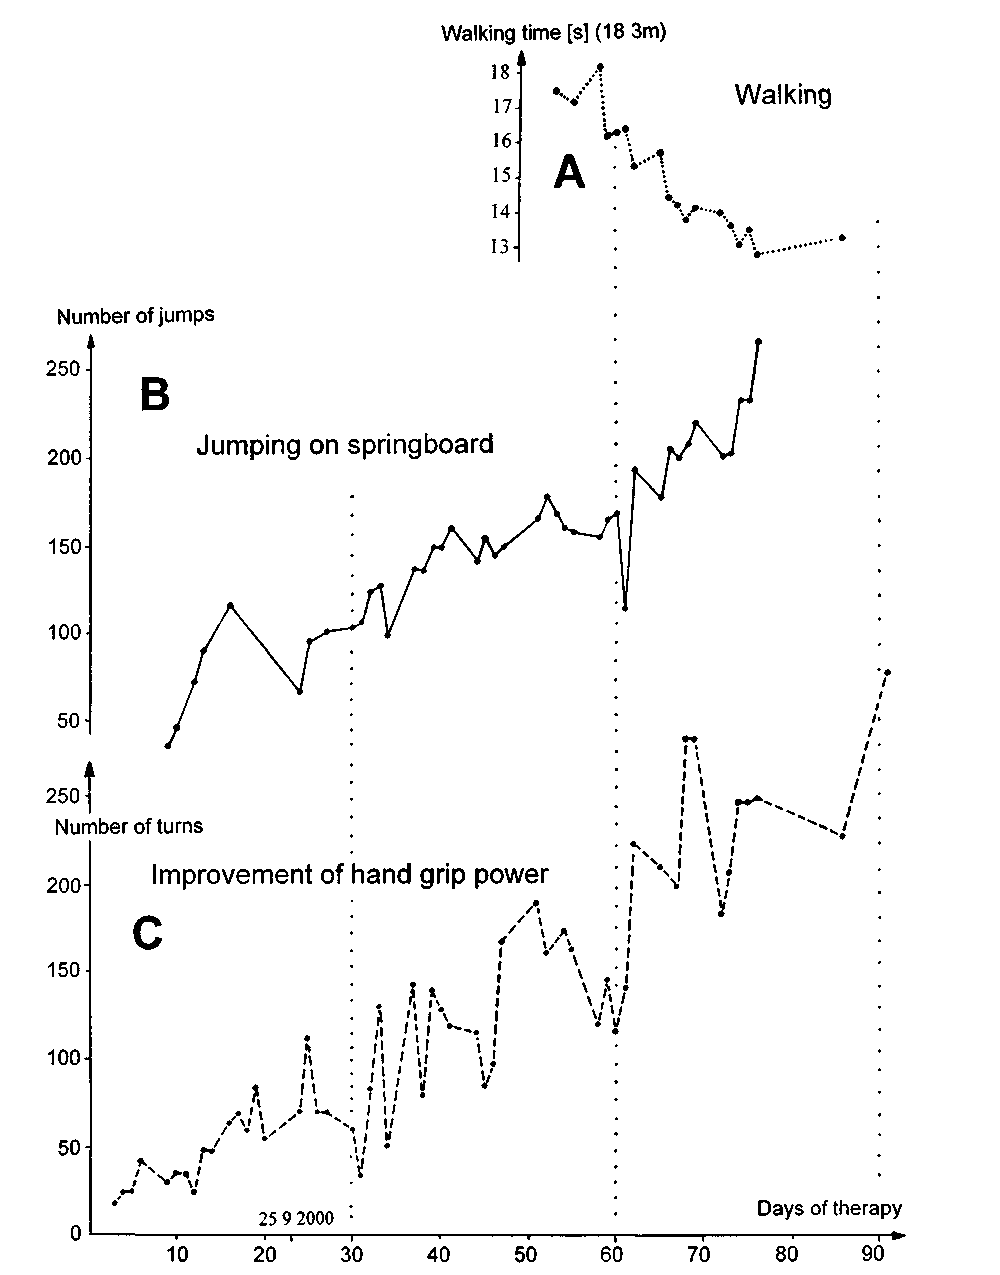 Walking time [s] (18 3m)
18
Walking
17
16
A
15
14
13
Number of jumps
250
B
Jumping on springboard
200
150
100
50
250
Number of turns
Improvement of hand grip power
200
C
150
100
50
25 9 2000
Days of therapy
0
10 20 30 40 50 60 70 80 90